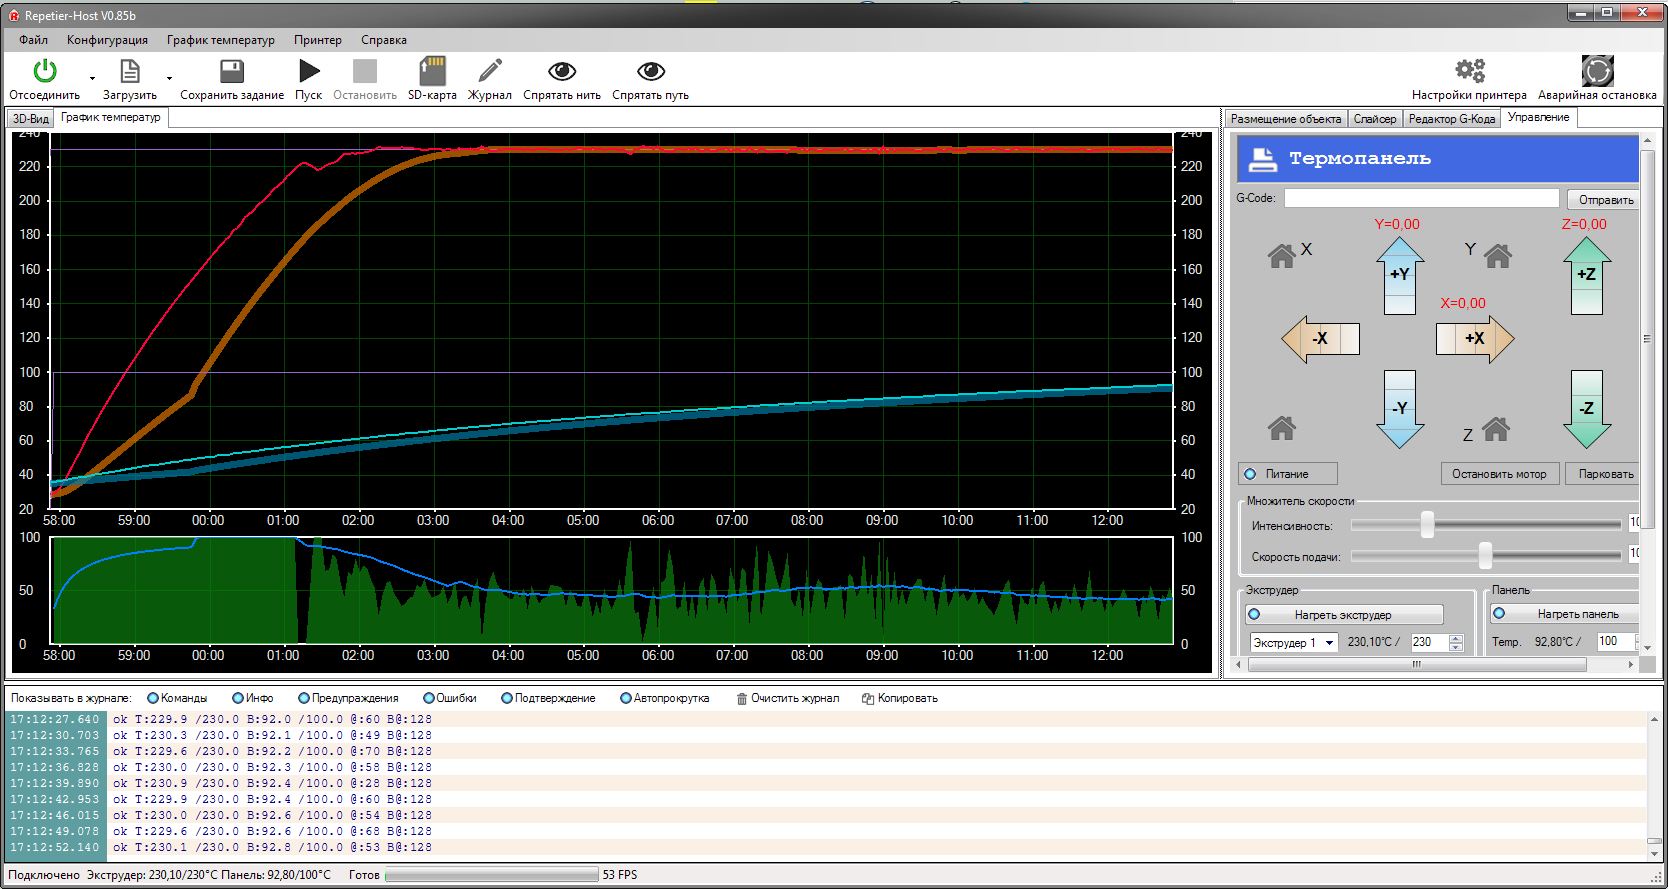 Repetier-Host V0.85b
Файл Конфигурация График температур Принтер Справка
Отсоединить Загрузить Сохранить задание Пуск Остановить SD-карта Журнал Спрятать нить Спрятать путь Настройки принтера Аварийная остановка
3D-Вид График температур
240 240
220 220
200 200
180 180
160 160
140 140
120 120
100 100
80 80
60 60
40 40
20 20
58:00 59:00 00:00 01:00 02:00 03:00 04:00 05:00 06:00 07:00 08:00 09:00 10:00 11:00 12:00
100 100
50 50
0 0
58:00 59:00 00:00 01:00 02:00 03:00 04:00 05:00 06:00 07:00 08:00 09:00 10:00 11:00 12:00
Размещение объекта Слайсер Редактор G-Кода Управление
Термопанель
G-Code: Отправить
Y=0,00 Z=0,00
X Y
+Y +Z
X=0,00
-X +X
-Y -Z
Z
Питание Остановить мотор Парковать
Множитель скорости
Интенсивность: 10
Скорость подачи: 10
Экструдер Панель
Нагреть экструдер Нагреть панель
Экструдер 1 230,10°C / 230 Temp. 92,80°C / 100
Показывать в журнале: Команды Инфо Предупраждения Ошибки Подтверждение Автопрокрутка Очистить журнал Копировать
17:12:27.640 ok T:229.9 /230.0 B:92.0 /100.0 @:60 B@:128
17:12:30.703 ok T:230.3 /230.0 B:92.1 /100.0 @:49 B@:128
17:12:33.765 ok T:229.6 /230.0 B:92.2 /100.0 @:70 B@:128
17:12:36.828 ok T:230.0 /230.0 B:92.3 /100.0 @:58 B@:128
17:12:39.890 ok T:230.9 /230.0 B:92.4 /100.0 @:28 B@:128
17:12:42.953 ok T:229.9 /230.0 B:92.4 /100.0 @:60 B@:128
17:12:46.015 ok T:230.0 /230.0 B:92.6 /100.0 @:54 B@:128
17:12:49.078 ok T:229.6 /230.0 B:92.6 /100.0 @:68 B@:128
17:12:52.140 ok T:230.1 /230.0 B:92.8 /100.0 @:53 B@:128
Подключено Экструдер: 230,10/230°C Панель: 92,80/100°C Готов 53 FPS